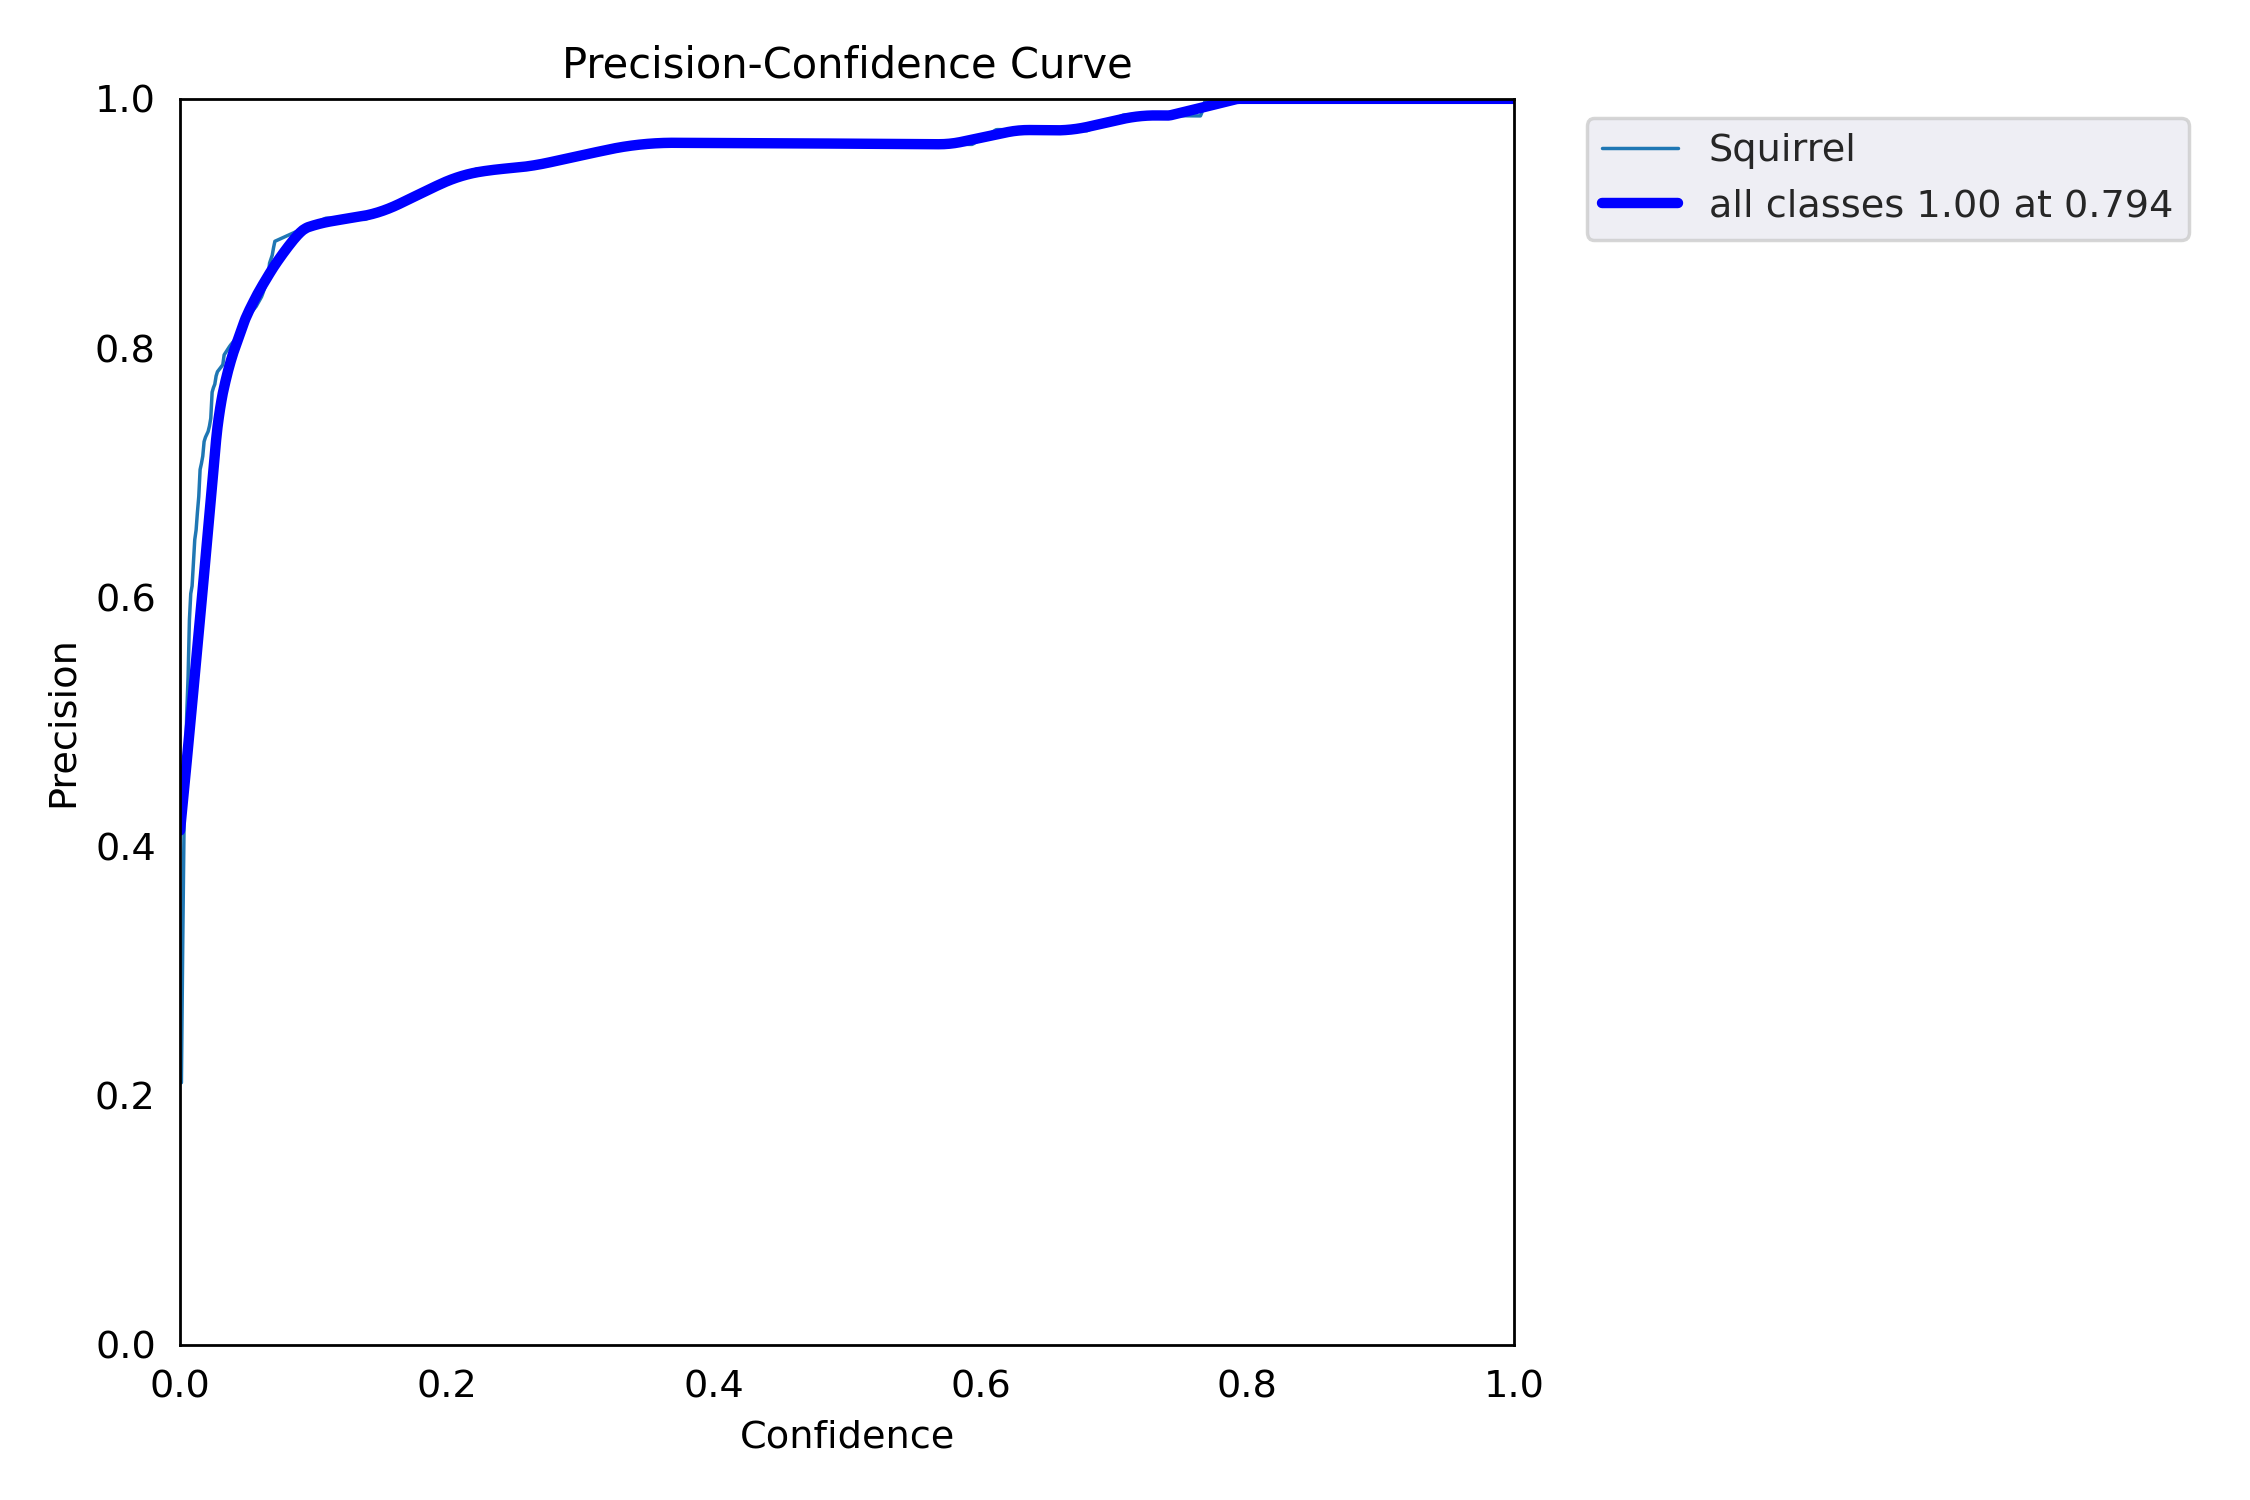 Precision-Confidence Curve
1.0
0.8
0.6
0.4
0.2
0.0
Precision
0.0 0.2 0.4 0.6 0.8 1.0
Confidence
Squirrel
all classes 1.00 at 0.794